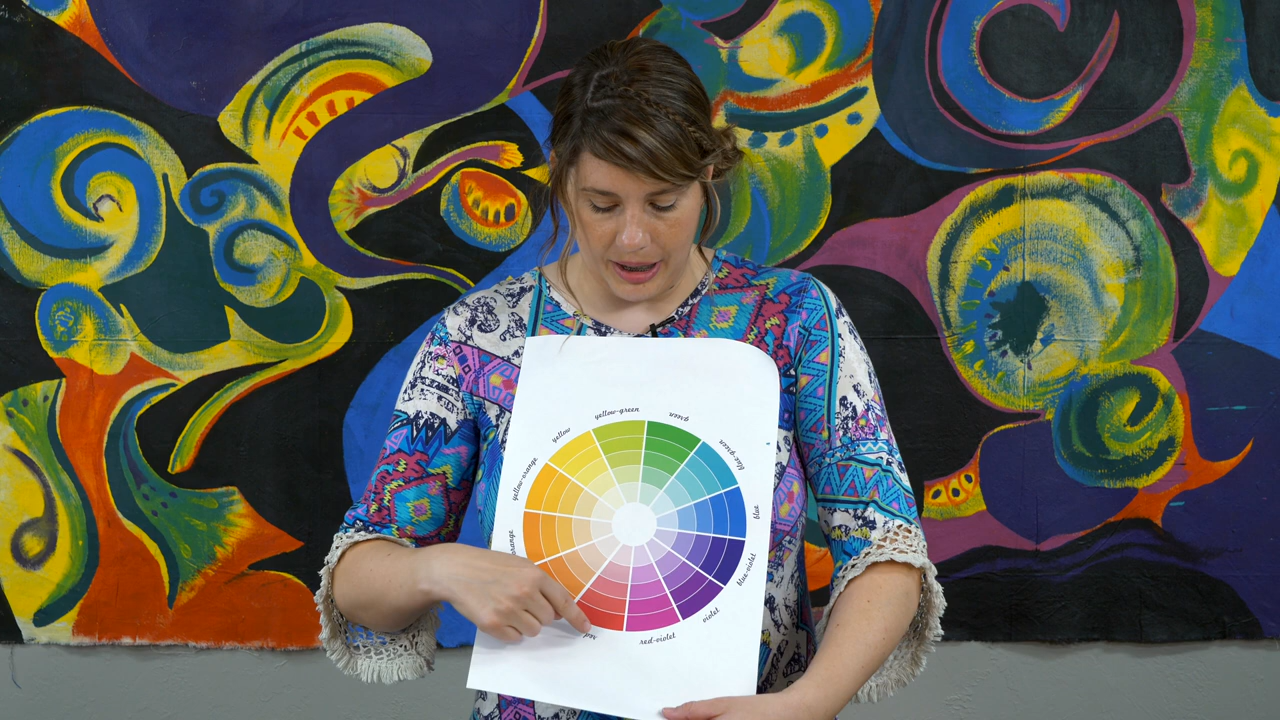 yellow-green
green
blue-green
blue
blue-violet
violet
red-violet
red
orange
yellow-orange
yellow